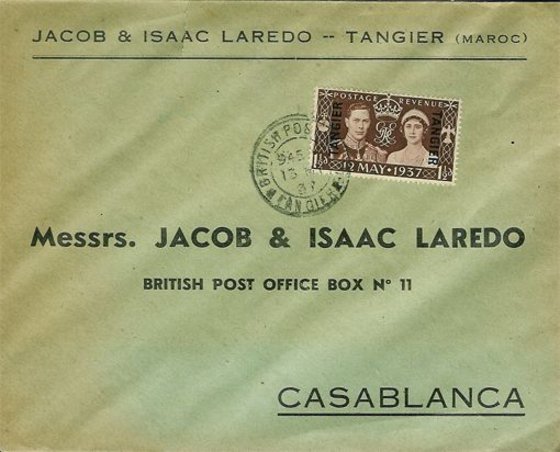 JACOB & ISAAC LAREDO -- TANGIER (MAROC)
POSTAGE REVENUE
TANGIER
TANGIER
12 MAY. 1937
BRITISH POS
TANGIER
Messrs. JACOB & ISAAC LAREDO
BRITISH POST OFFICE BOX Nº 11
CASABLANCA